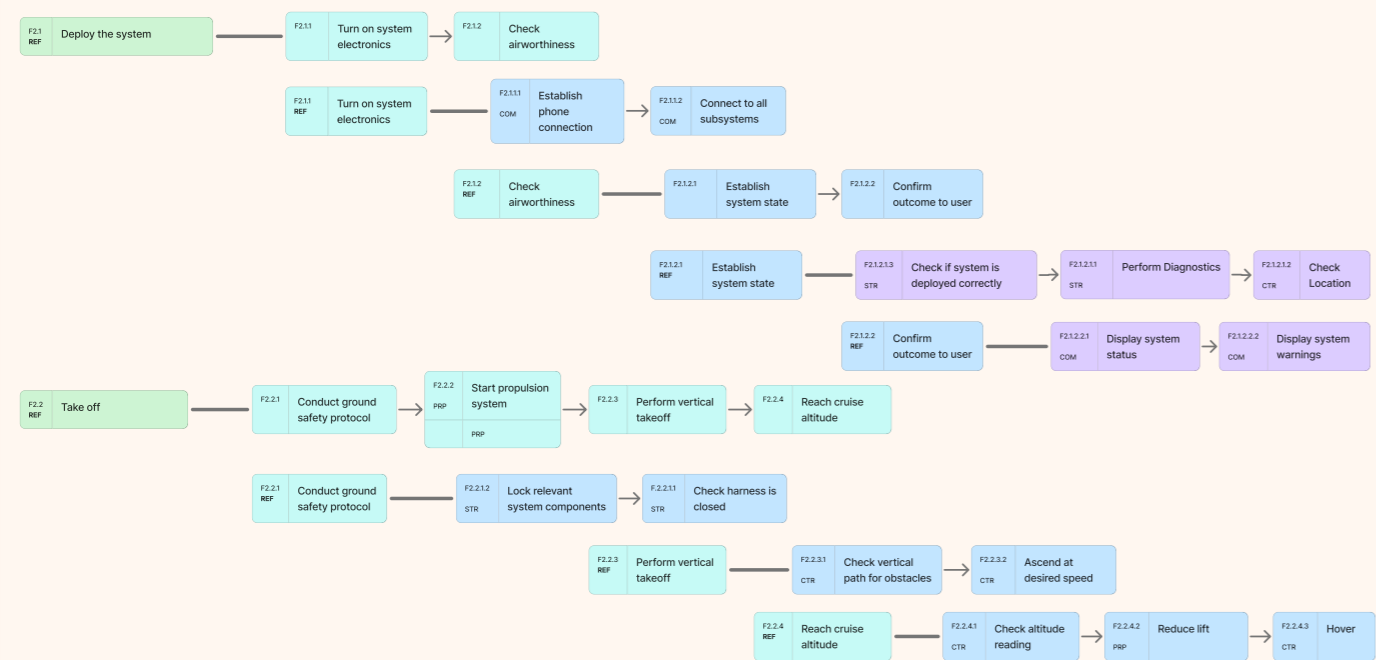 F2.1
REF
Deploy the system
F2.1.1
Turn on system
electronics
F2.1.2
Check
airworthiness
F2.1.1
REF
Turn on system
electronics
F2.1.1.1
COM
Establish
phone
connection
F2.1.1.2
COM
Connect to all
subsystems
F2.1.2
REF
Check
airworthiness
F2.1.2.1
Establish
system state
F2.1.2.2
Confirm
outcome to user
F2.1.2.1
REF
Establish
system state
F2.1.2.1.3
STR
Check if system is
deployed correctly
F2.1.2.1.1
STR
Perform Diagnostics
F2.1.2.1.2
CTR
Check
Location
F2.1.2.2
REF
Confirm
outcome to user
F2.1.2.2.1
COM
Display system
status
F2.1.2.2.2
COM
Display system
warnings
F2.2
REF
Take off
F2.2.1
Conduct ground
safety protocol
F2.2.2
PRP
Start propulsion
system
PRP
F2.2.3
Perform vertical
takeoff
F2.2.4
Reach cruise
altitude
F2.2.1
REF
Conduct ground
safety protocol
F2.2.1.2
STR
Lock relevant
system components
F.2.2.1.1
STR
Check harness is
closed
F2.2.3
REF
Perform vertical
takeoff
F2.2.3.1
CTR
Check vertical
path for obstacles
F2.2.3.2
CTR
Ascend at
desired speed
F2.2.4
REF
Reach cruise
altitude
F2.2.4.1
CTR
Check altitude
reading
F2.2.4.2
PRP
Reduce lift
F2.2.4.3
CTR
Hover